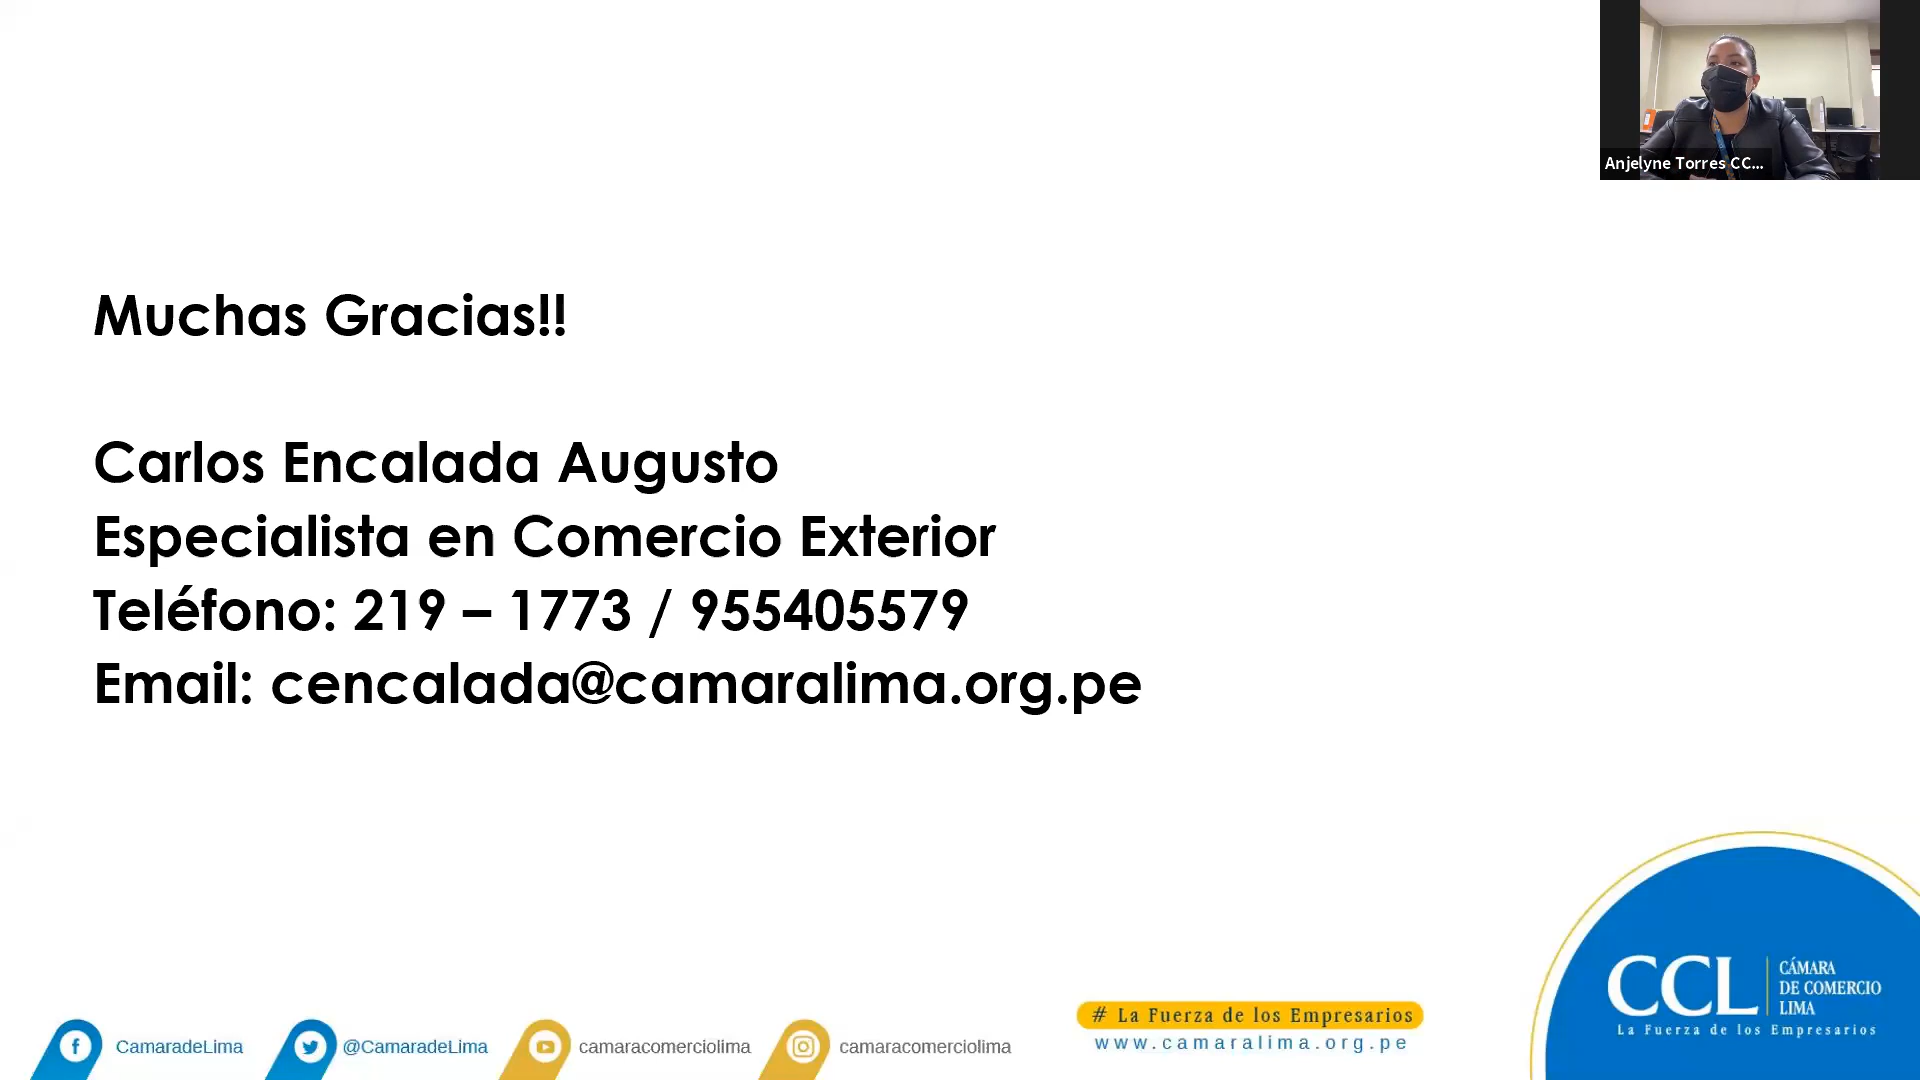 Anjelyne Torres CC...
Muchas Gracias!!
Carlos Encalada Augusto
Especialista en Comercio Exterior
Teléfono: 219 – 1773 / 955405579
Email: cencalada@camaralima.org.pe
CamaradeLima
@CamaradeLima
camaracomerciolima
camaracomerciolima
# La Fuerza de los Empresarios
www.camaralima.org.pe
CCL
CÁMARA
DE COMERCIO
LIMA
La Fuerza de los Empresarios